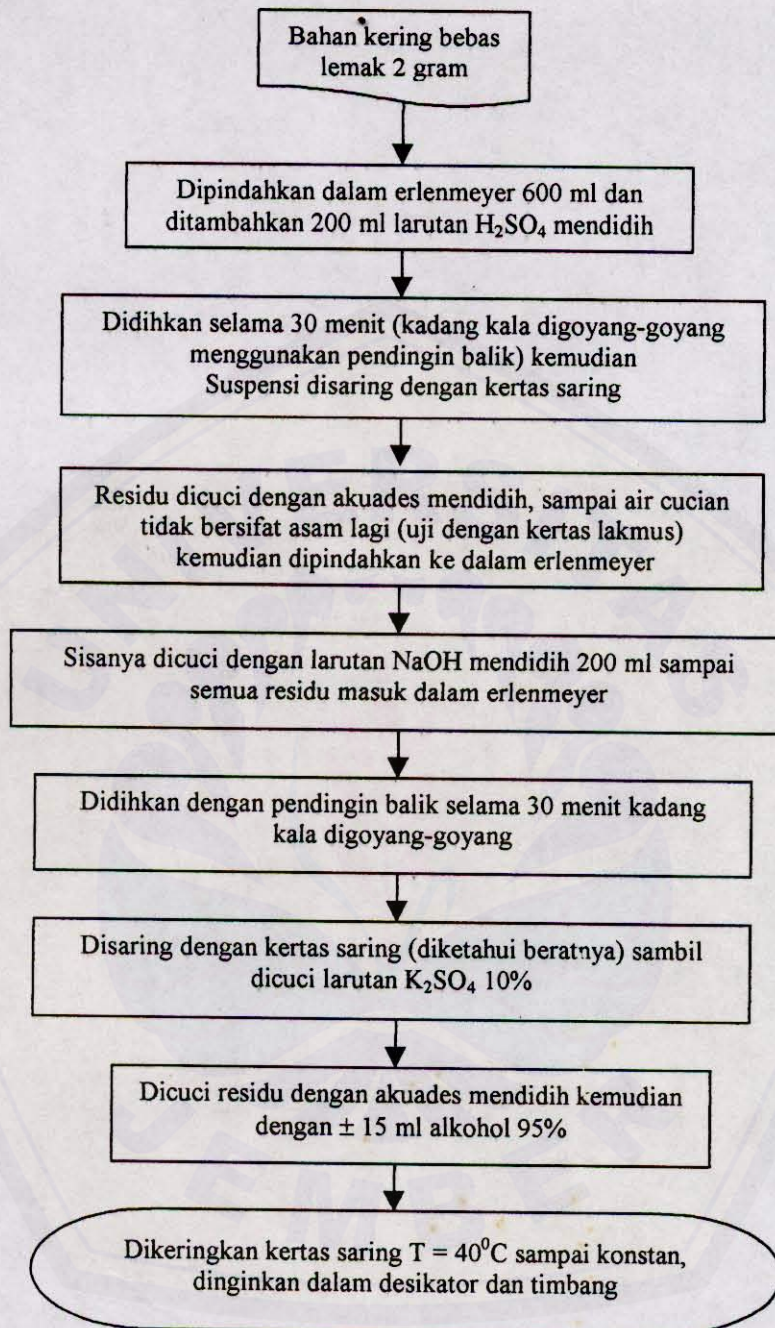 Bahan kering bebas
lemak 2 gram
Dipindahkan dalam erlenmeyer 600 ml dan
ditambahkan 200 ml larutan H₂SO₄ mendidih
Didihkan selama 30 menit (kadang kala digoyang-goyang
menggunakan pendingin balik) kemudian
Suspensi disaring dengan kertas saring
Residu dicuci dengan akuades mendidih, sampai air cucian
tidak bersifat asam lagi (uji dengan kertas lakmus)
kemudian dipindahkan ke dalam erlenmeyer
Sisanya dicuci dengan larutan NaOH mendidih 200 ml sampai
semua residu masuk dalam erlenmeyer
Didihkan dengan pendingin balik selama 30 menit kadang
kala digoyang-goyang
Disaring dengan kertas saring (diketahui beratnya) sambil
dicuci larutan K₂SO₄ 10%
Dicuci residu dengan akuades mendidih kemudian
dengan ± 15 ml alkohol 95%
Dikeringkan kertas saring T = 40⁰C sampai konstan,
dinginkan dalam desikator dan timbang